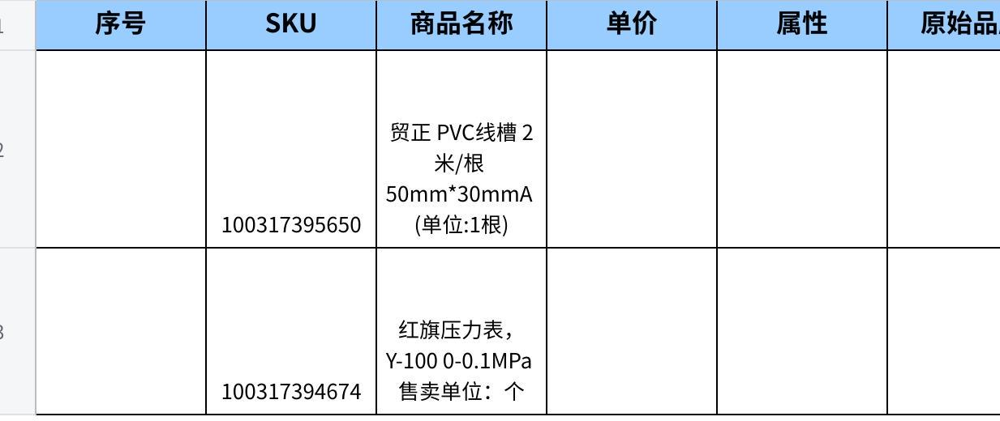 1 序号 SKU 商品名称 单价 属性 原始品
2
贸正 PVC线槽 2
米/根
50mm*30mmA
(单位:1根)
100317395650
3
红旗压力表，
Y-100 0-0.1MPa
售卖单位：个
100317394674